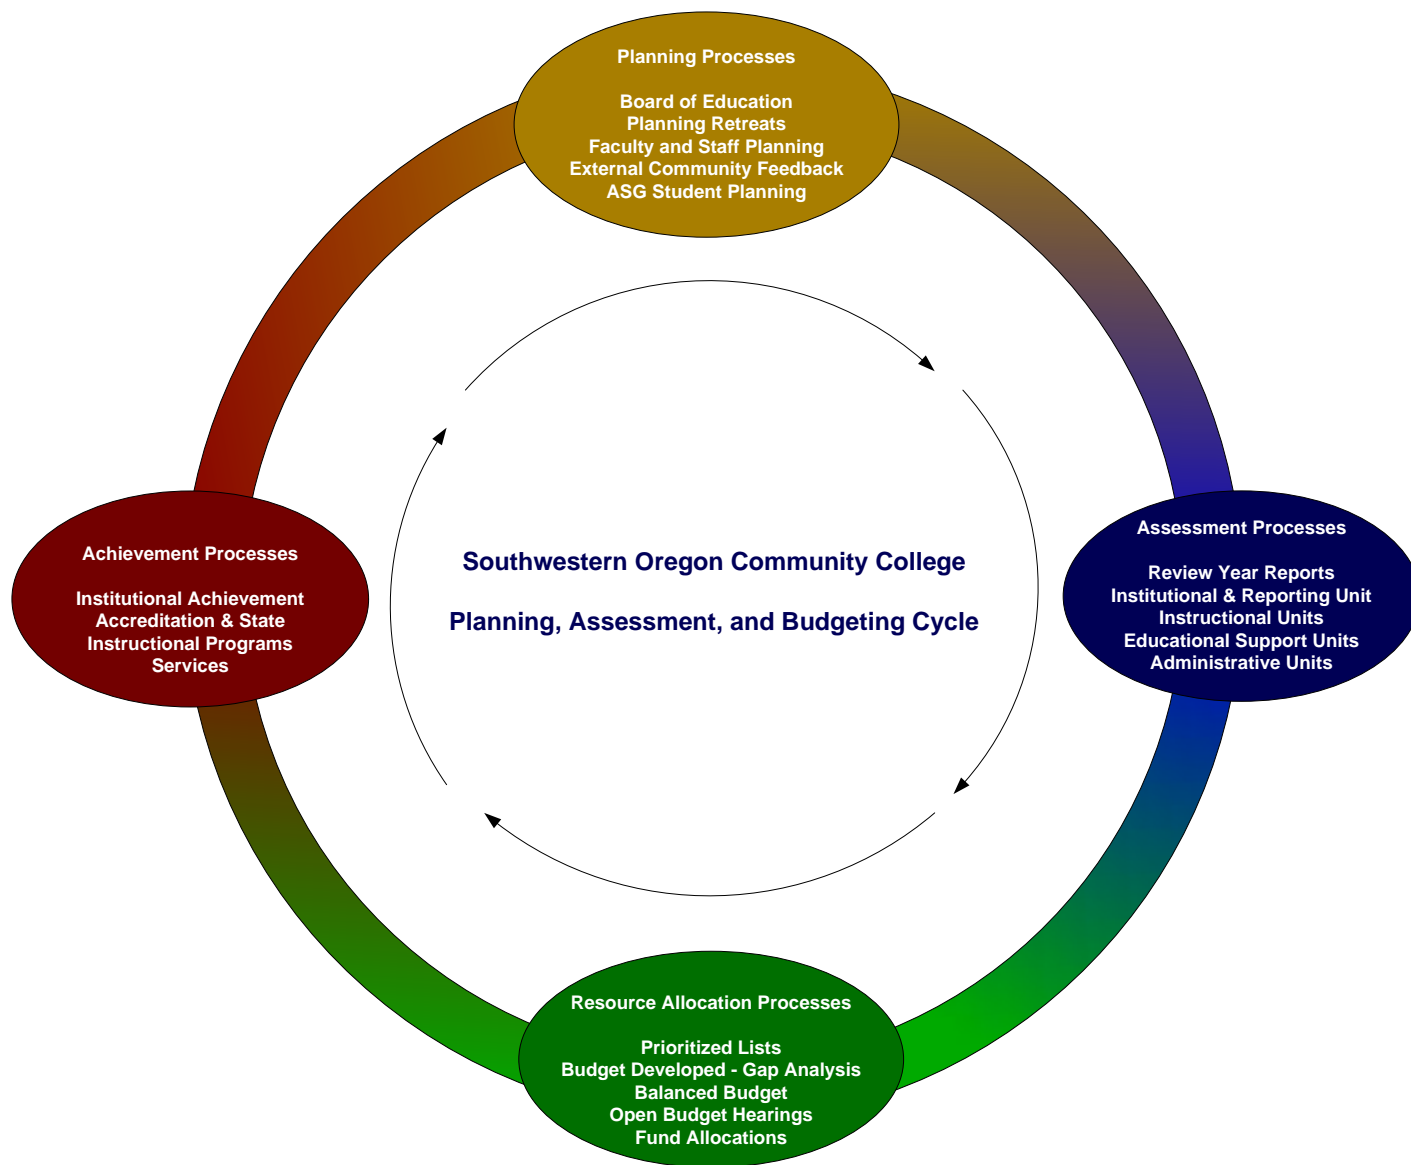 Planning Processes
Board of Education
Planning Retreats
Faculty and Staff Planning
External Community Feedback
ASG Student Planning
Achievement Processes
Institutional Achievement
Accreditation & State
Instructional Programs
Services
Southwestern Oregon Community College
Planning, Assessment, and Budgeting Cycle
Assessment Processes
Review Year Reports
Institutional & Reporting Unit
Instructional Units
Educational Support Units
Administrative Units
Resource Allocation Processes
Prioritized Lists
Budget Developed - Gap Analysis
Balanced Budget
Open Budget Hearings
Fund Allocations